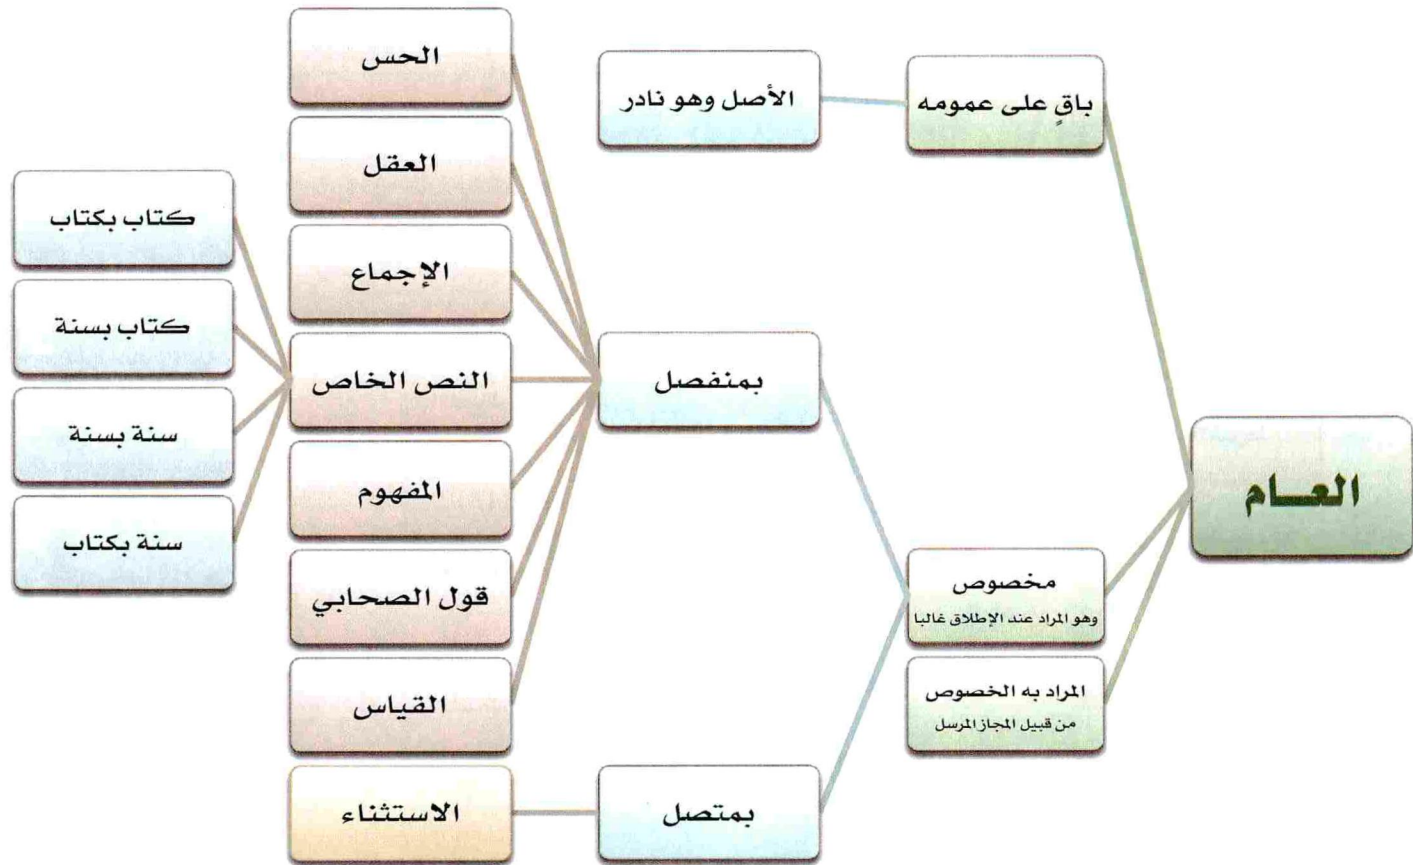 العـــام
باقٍ على عمومه
الأصل وهو نادر
مخصوص
وهو المراد عند الإطلاق غالبا
بمنفصل
الحس
العقل
الإجماع
النص الخاص
كتاب بكتاب
كتاب بسنة
سنة بسنة
سنة بكتاب
المفهوم
قول الصحابي
القياس
بمتصل
الاستثناء
المراد به الخصوص
من قبيل المجاز المرسل